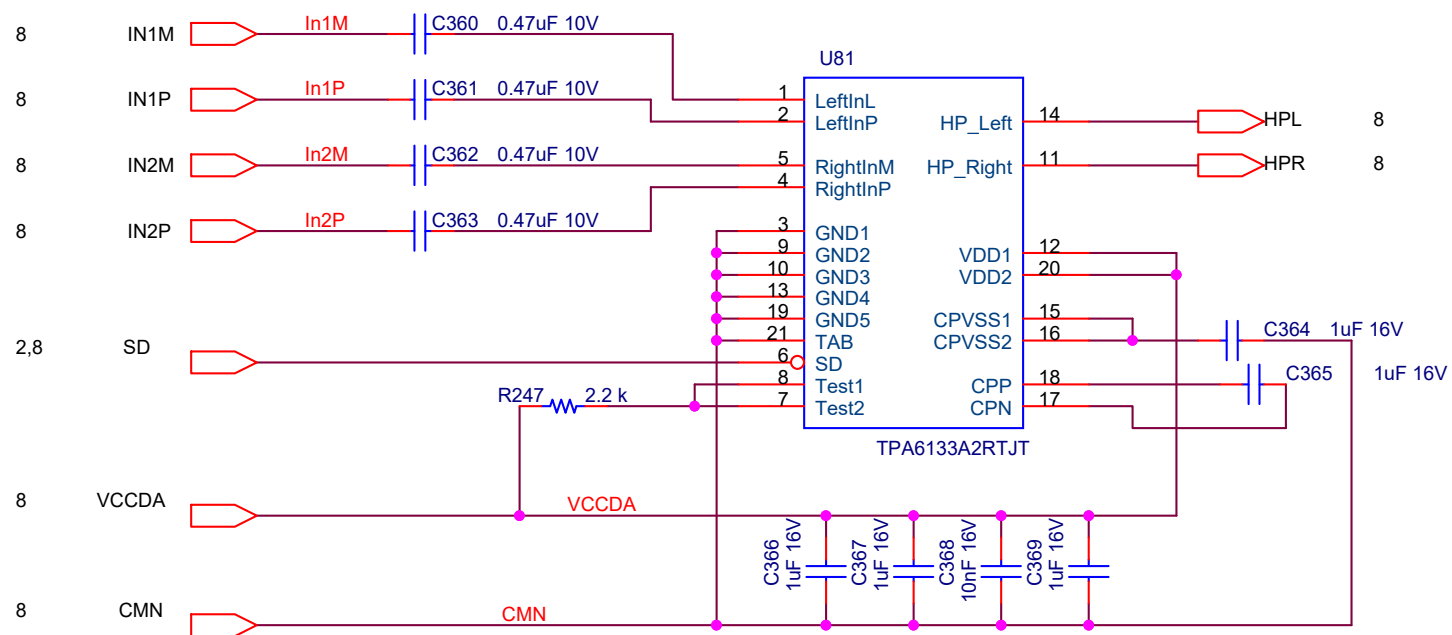 8 IN1M In1M C360 0.47uF 10V
U81
8 IN1P In1P C361 0.47uF 10V
1 LeftInL
2 LeftInP
HP_Left 14 HPL 8
8 IN2M In2M C362 0.47uF 10V
5 RightInM
HP_Right 11 HPR 8
4 RightInP
8 IN2P In2P C363 0.47uF 10V
3 GND1
9 GND2
VDD1 12
10 GND3
VDD2 20
13 GND4
19 GND5
CPVSS1 15
21 TAB
CPVSS2 16
C364 1uF 16V
2,8 SD
6 SD
8 Test1
CPP 18
C365 1uF 16V
R247 2.2 k
7 Test2
CPN 17
TPA6133A2RTJT
8 VCCDA VCCDA
C366
1uF 16V
C367
1uF 16V
C368
10nF 16V
C369
1uF 16V
8 CMN CMN